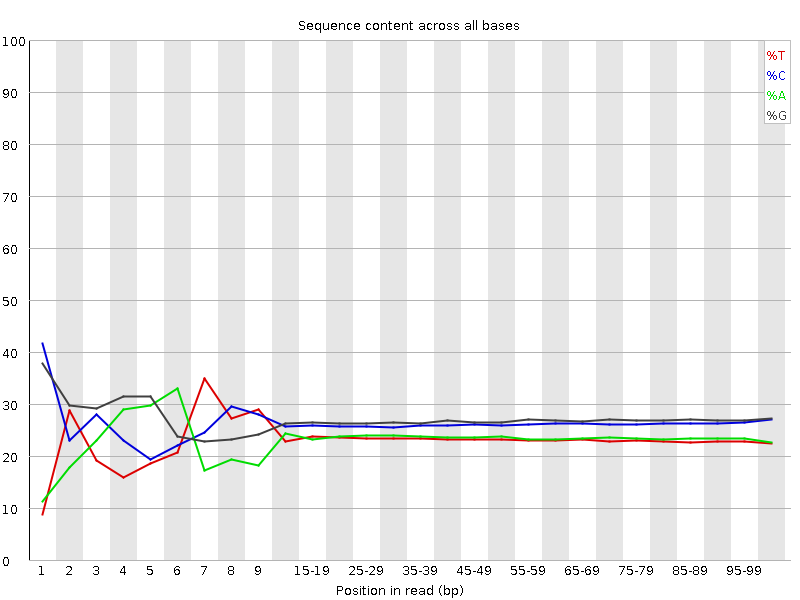 Sequence content across all bases
100
90
80
70
60
50
40
30
20
10
0
%T
%C
%A
%G
1 2 3 4 5 6 7 8 9 15-19 25-29 35-39 45-49 55-59 65-69 75-79 85-89 95-99
Position in read (bp)